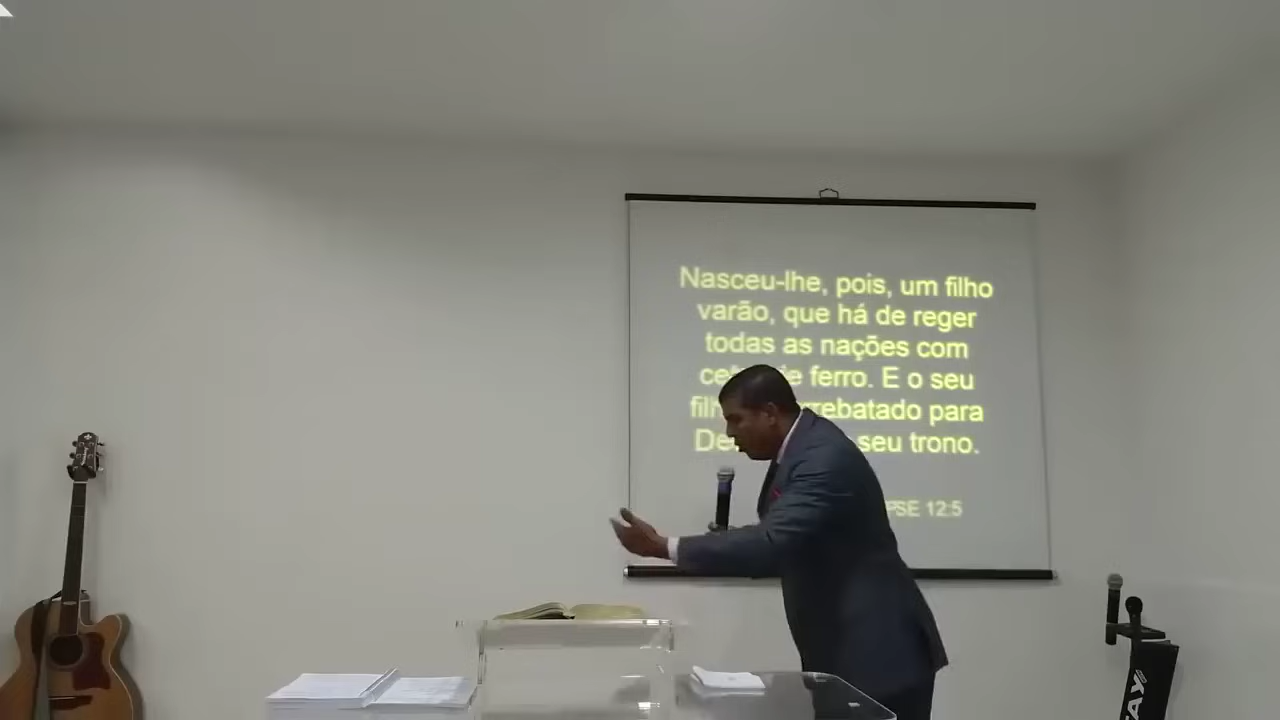 Nasceu-lhe, pois, um filho
varão, que há de reger
todas as nações com
ferro. E o seu
para
seu trono.
12:5